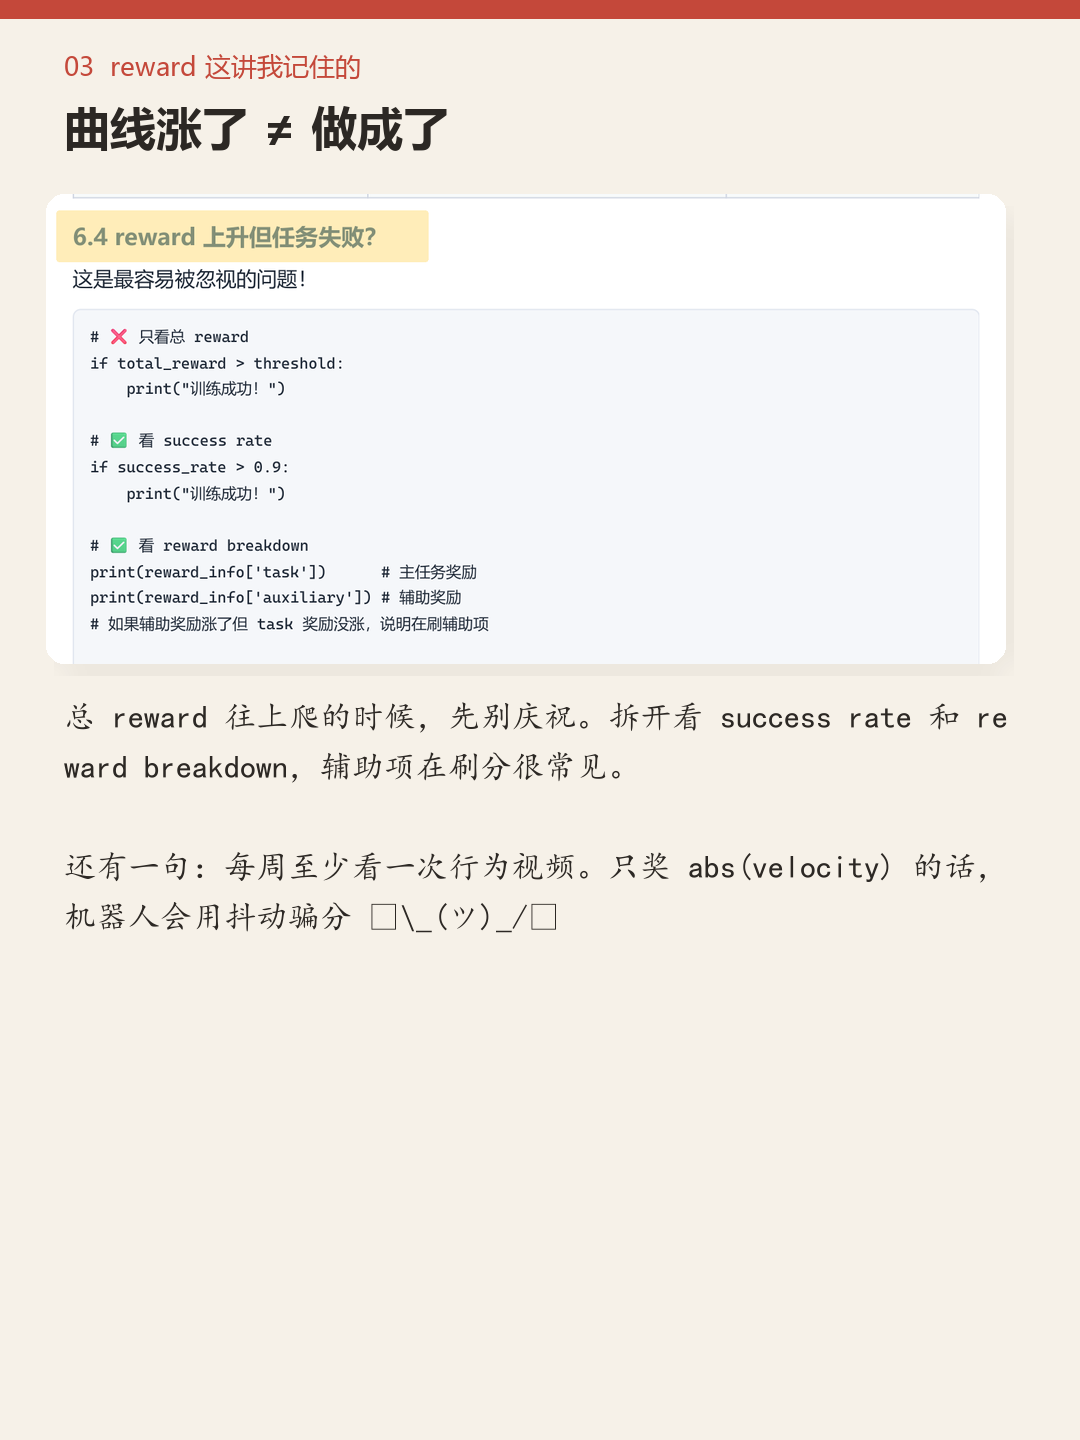 03 reward 这讲我记住的
曲线涨了 ≠ 做成了
6.4 reward 上升但任务失败?
这是最容易被忽视的问题!
# ❌ 只看总 reward
if total_reward > threshold:
    print("训练成功! ")
# ✅ 看 success rate
if success_rate > 0.9:
    print("训练成功! ")
# ✅ 看 reward breakdown
print(reward_info['task'])      # 主任务奖励
print(reward_info['auxiliary']) # 辅助奖励
# 如果辅助奖励涨了但 task 奖励没涨，说明在刷辅助项
总 reward 往上爬的时候，先别庆祝。拆开看 success rate 和 re
ward breakdown，辅助项在刷分很常见。
还有一句：每周至少看一次行为视频。只奖 abs(velocity) 的话，
机器人会用抖动骗分 □\_(ツ)_/□